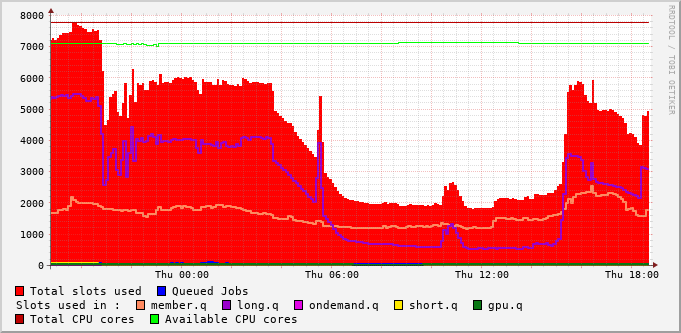 RRDTOOL / TOBI OETIKER
8000
7000
6000
5000
4000
3000
2000
1000
0
Thu 00:00 Thu 06:00 Thu 12:00 Thu 18:00
Total slots used Queued Jobs
Slots used in : member.q long.q ondemand.q short.q gpu.q
Total CPU cores Available CPU cores